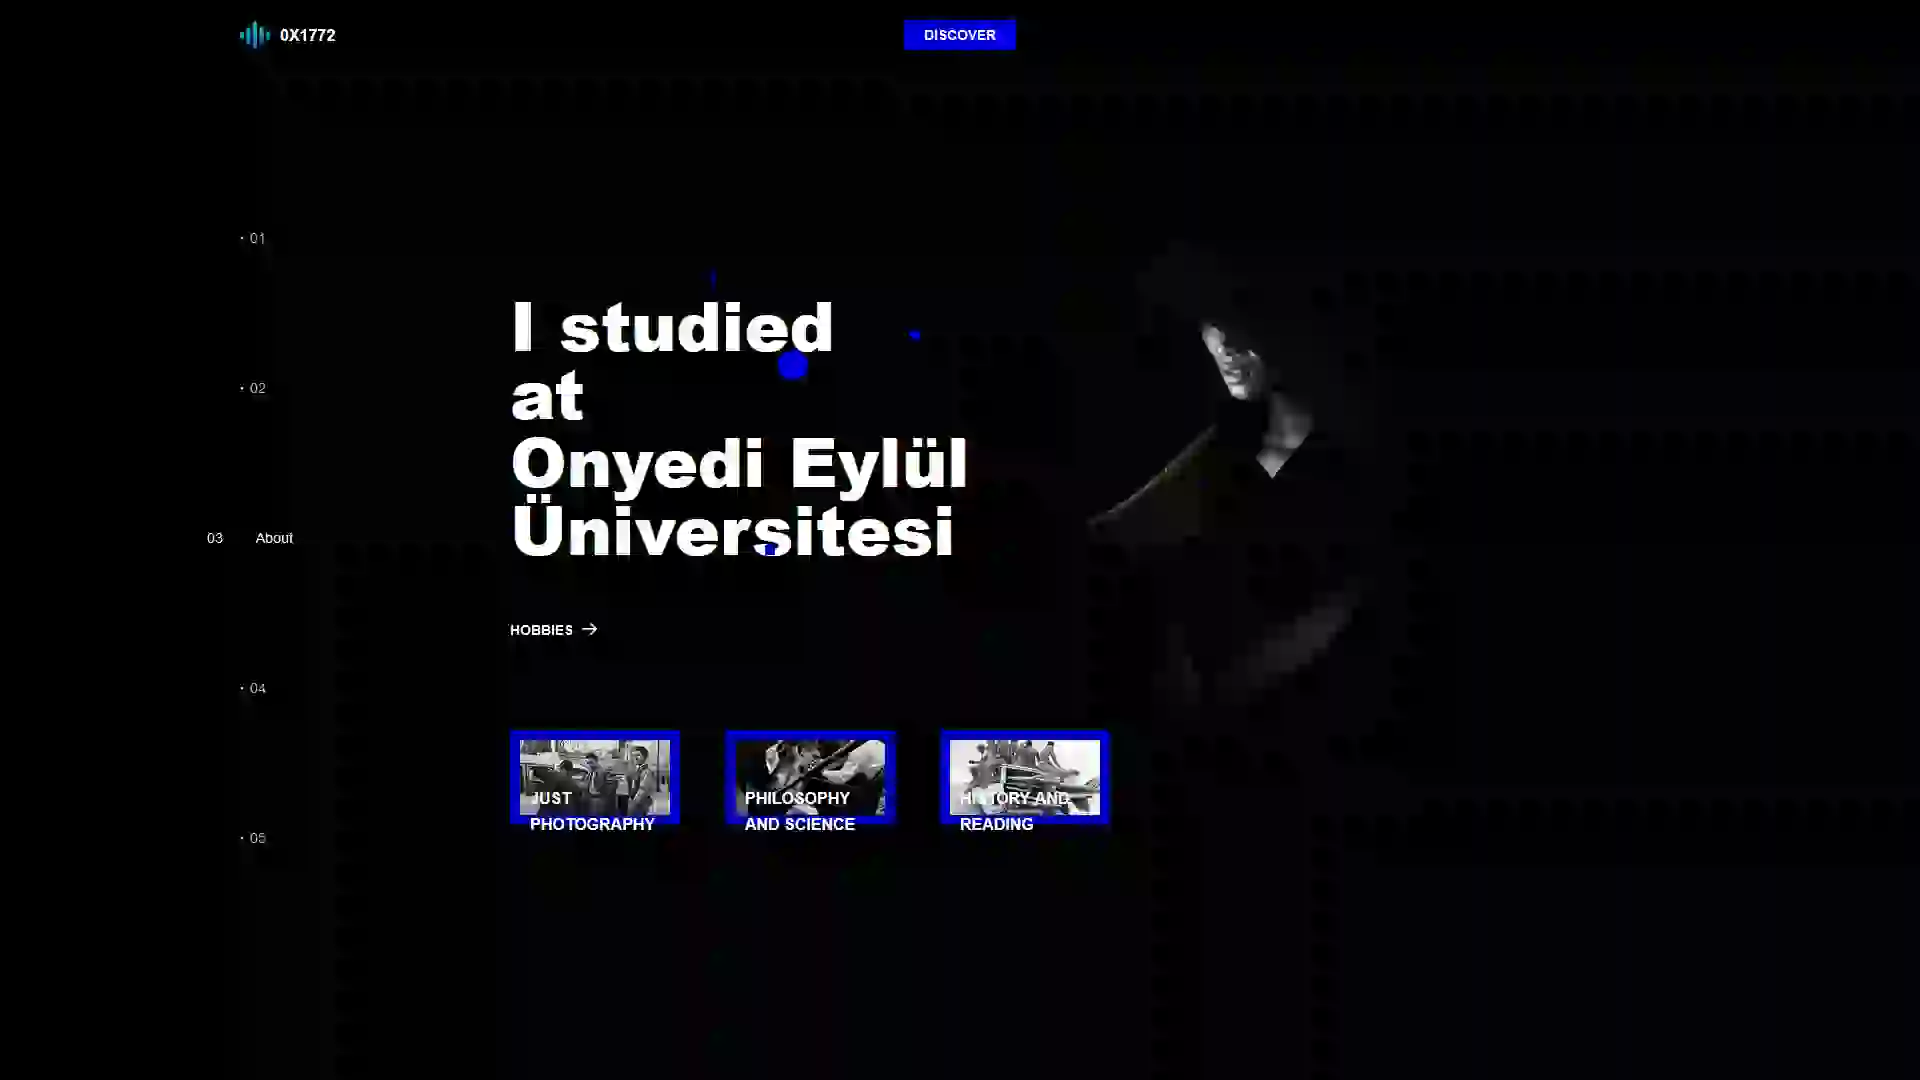 0X1772
DISCOVER
01
02
03 About
04
05
I studied
at
Onyedi Eylül
Üniversitesi
HOBBIES
JUST
PHOTOGRAPHY
PHILOSOPHY
AND SCIENCE
HISTORY AND
READING